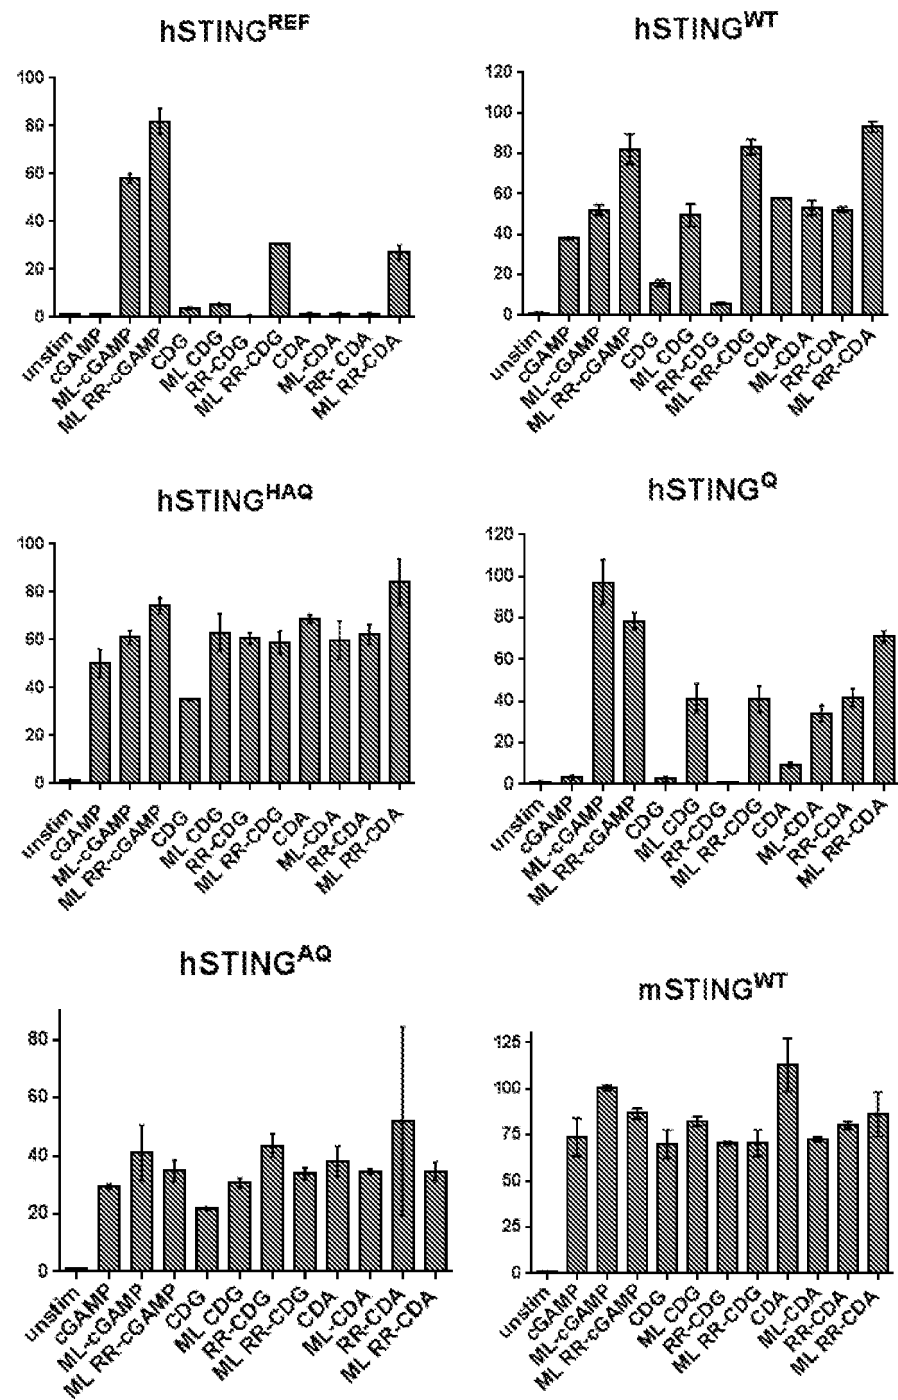 hSTING^REF
100
80
60
40
20
0
unstim
cGAMP
ML-cGAMP
ML RR-cGAMP
CDG
ML CDG
RR-CDG
ML RR-CDG
CDA
ML-CDA
RR- CDA
ML RR-CDA
hSTING^WT
120
100
80
60
40
20
0
unstim
cGAMP
ML-cGAMP
ML RR-cGAMP
CDG
ML CDG
RR-CDG
ML RR-CDG
CDA
ML-CDA
RR-CDA
ML RR-CDA
hSTING^HAQ
100
80
60
40
20
0
unstim
cGAMP
ML-cGAMP
ML RR-cGAMP
CDG
ML CDG
RR-CDG
ML RR-CDG
CDA
ML-CDA
RR-CDA
ML RR-CDA
hSTING^Q
120
100
80
60
40
20
0
unstim
cGAMP
ML-cGAMP
ML RR-cGAMP
CDG
ML CDG
RR-CDG
ML RR-CDG
CDA
ML-CDA
RR-CDA
ML RR-CDA
hSTING^AQ
80
60
40
20
0
unstim
cGAMP
ML-cGAMP
ML RR-cGAMP
CDG
ML CDG
RR-CDG
ML RR-CDG
CDA
ML-CDA
RR-CDA
ML RR-CDA
mSTING^WT
125
100
75
50
25
0
unstim
cGAMP
ML-cGAMP
ML RR-cGAMP
CDG
ML CDG
RR-CDG
ML RR-CDG
CDA
ML-CDA
RR-CDA
ML RR-CDA